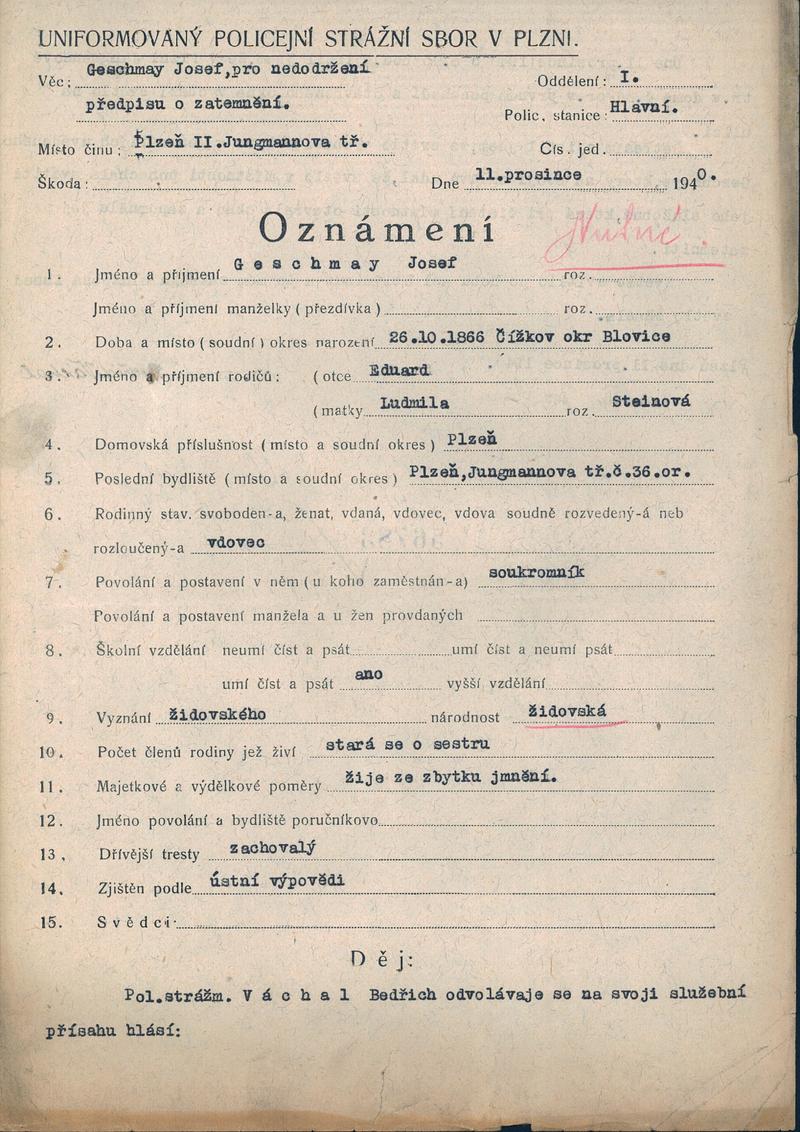 UNIFORMOVANÝ POLICEJNÍ STRÁŽNÍ SBOR V PLZNI.
Věc: Geschmay Josef,pro nedodržení
předpisu o zatemnění.
Oddělení: I.
Polic. stanice: Hlavní.
Místo činu: Plzeň II.Jungmannova tř.
Čís. jed.
Škoda:
Dne 11.prosince 1940.
Oznámení
Nutné.
1. Jméno a příjmení Geschmay Josef roz.
Jméno a příjmení manželky (přezdívka) roz.
2. Doba a místo (soudní) okres narození 26.10.1866 Čížkov okr Blovice
3. Jméno a příjmení rodičů: (otce Eduard
(matky Ludmila roz. Steinová
4. Domovská příslušnost (místo a soudní okres) Plzeň
5. Poslední bydliště (místo a soudní okres) Plzeň,Jungmannova tř.č.36.or.
6. Rodinný stav. svoboden-a, ženat, vdaná, vdovec, vdova soudně rozvedený-á neb
rozloučený-a vdovec
7. Povolání a postavení v něm (u koho zaměstnán-a) soukromník
Povolání a postavení manžela a u žen provdaných
8. Školní vzdělání neumí číst a psát umí číst a neumí psát
umí číst a psát ano vyšší vzdělání
9. Vyznání židovského národnost židovská
10. Počet členů rodiny jež živí stará se o sestru
11. Majetkové a výdělkové poměry žije ze zbytku jmnění.
12. Jméno povolání a bydliště poručníkovo
13. Dřívější tresty zachovalý
14. Zjištěn podle ústní výpovědi
15. Svědci
Děj:
Pol.strážm. Váchal Bedřich odvolávaje se na svoji služební
přísahu hlásí: